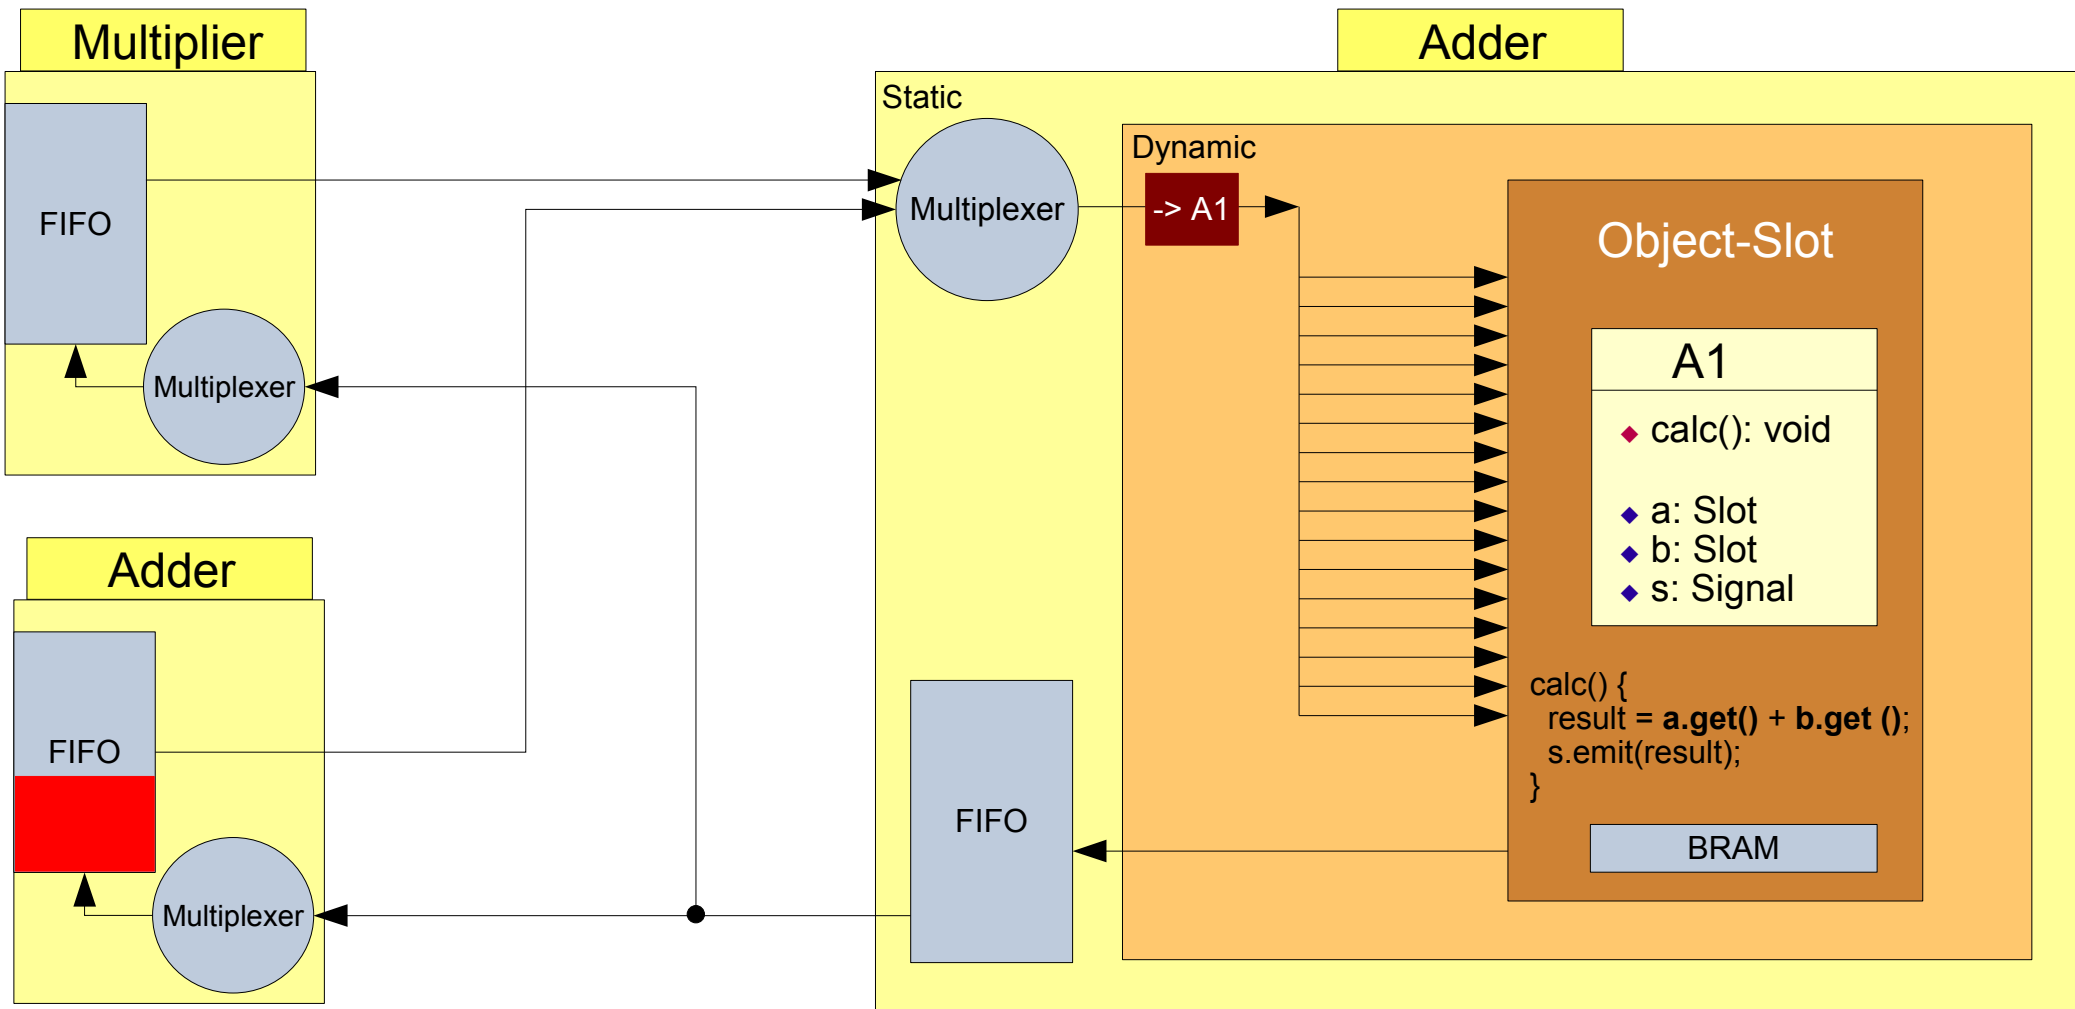 Multiplier
FIFO
Multiplexer
Adder
FIFO
Multiplexer
Adder
Static
Multiplexer
FIFO
Dynamic
-> A1
Object-Slot
A1
calc(): void
a: Slot
b: Slot
s: Signal
calc() {
result = a.get() + b.get ();
s.emit(result);
}
BRAM